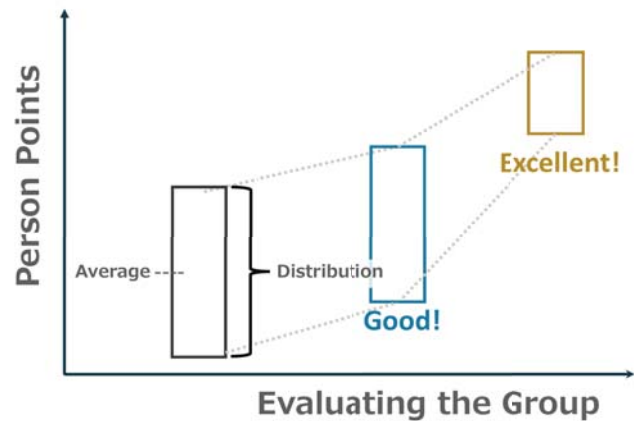 Person Points
Excellent!
Average
Distribution
Good!
Evaluating the Group